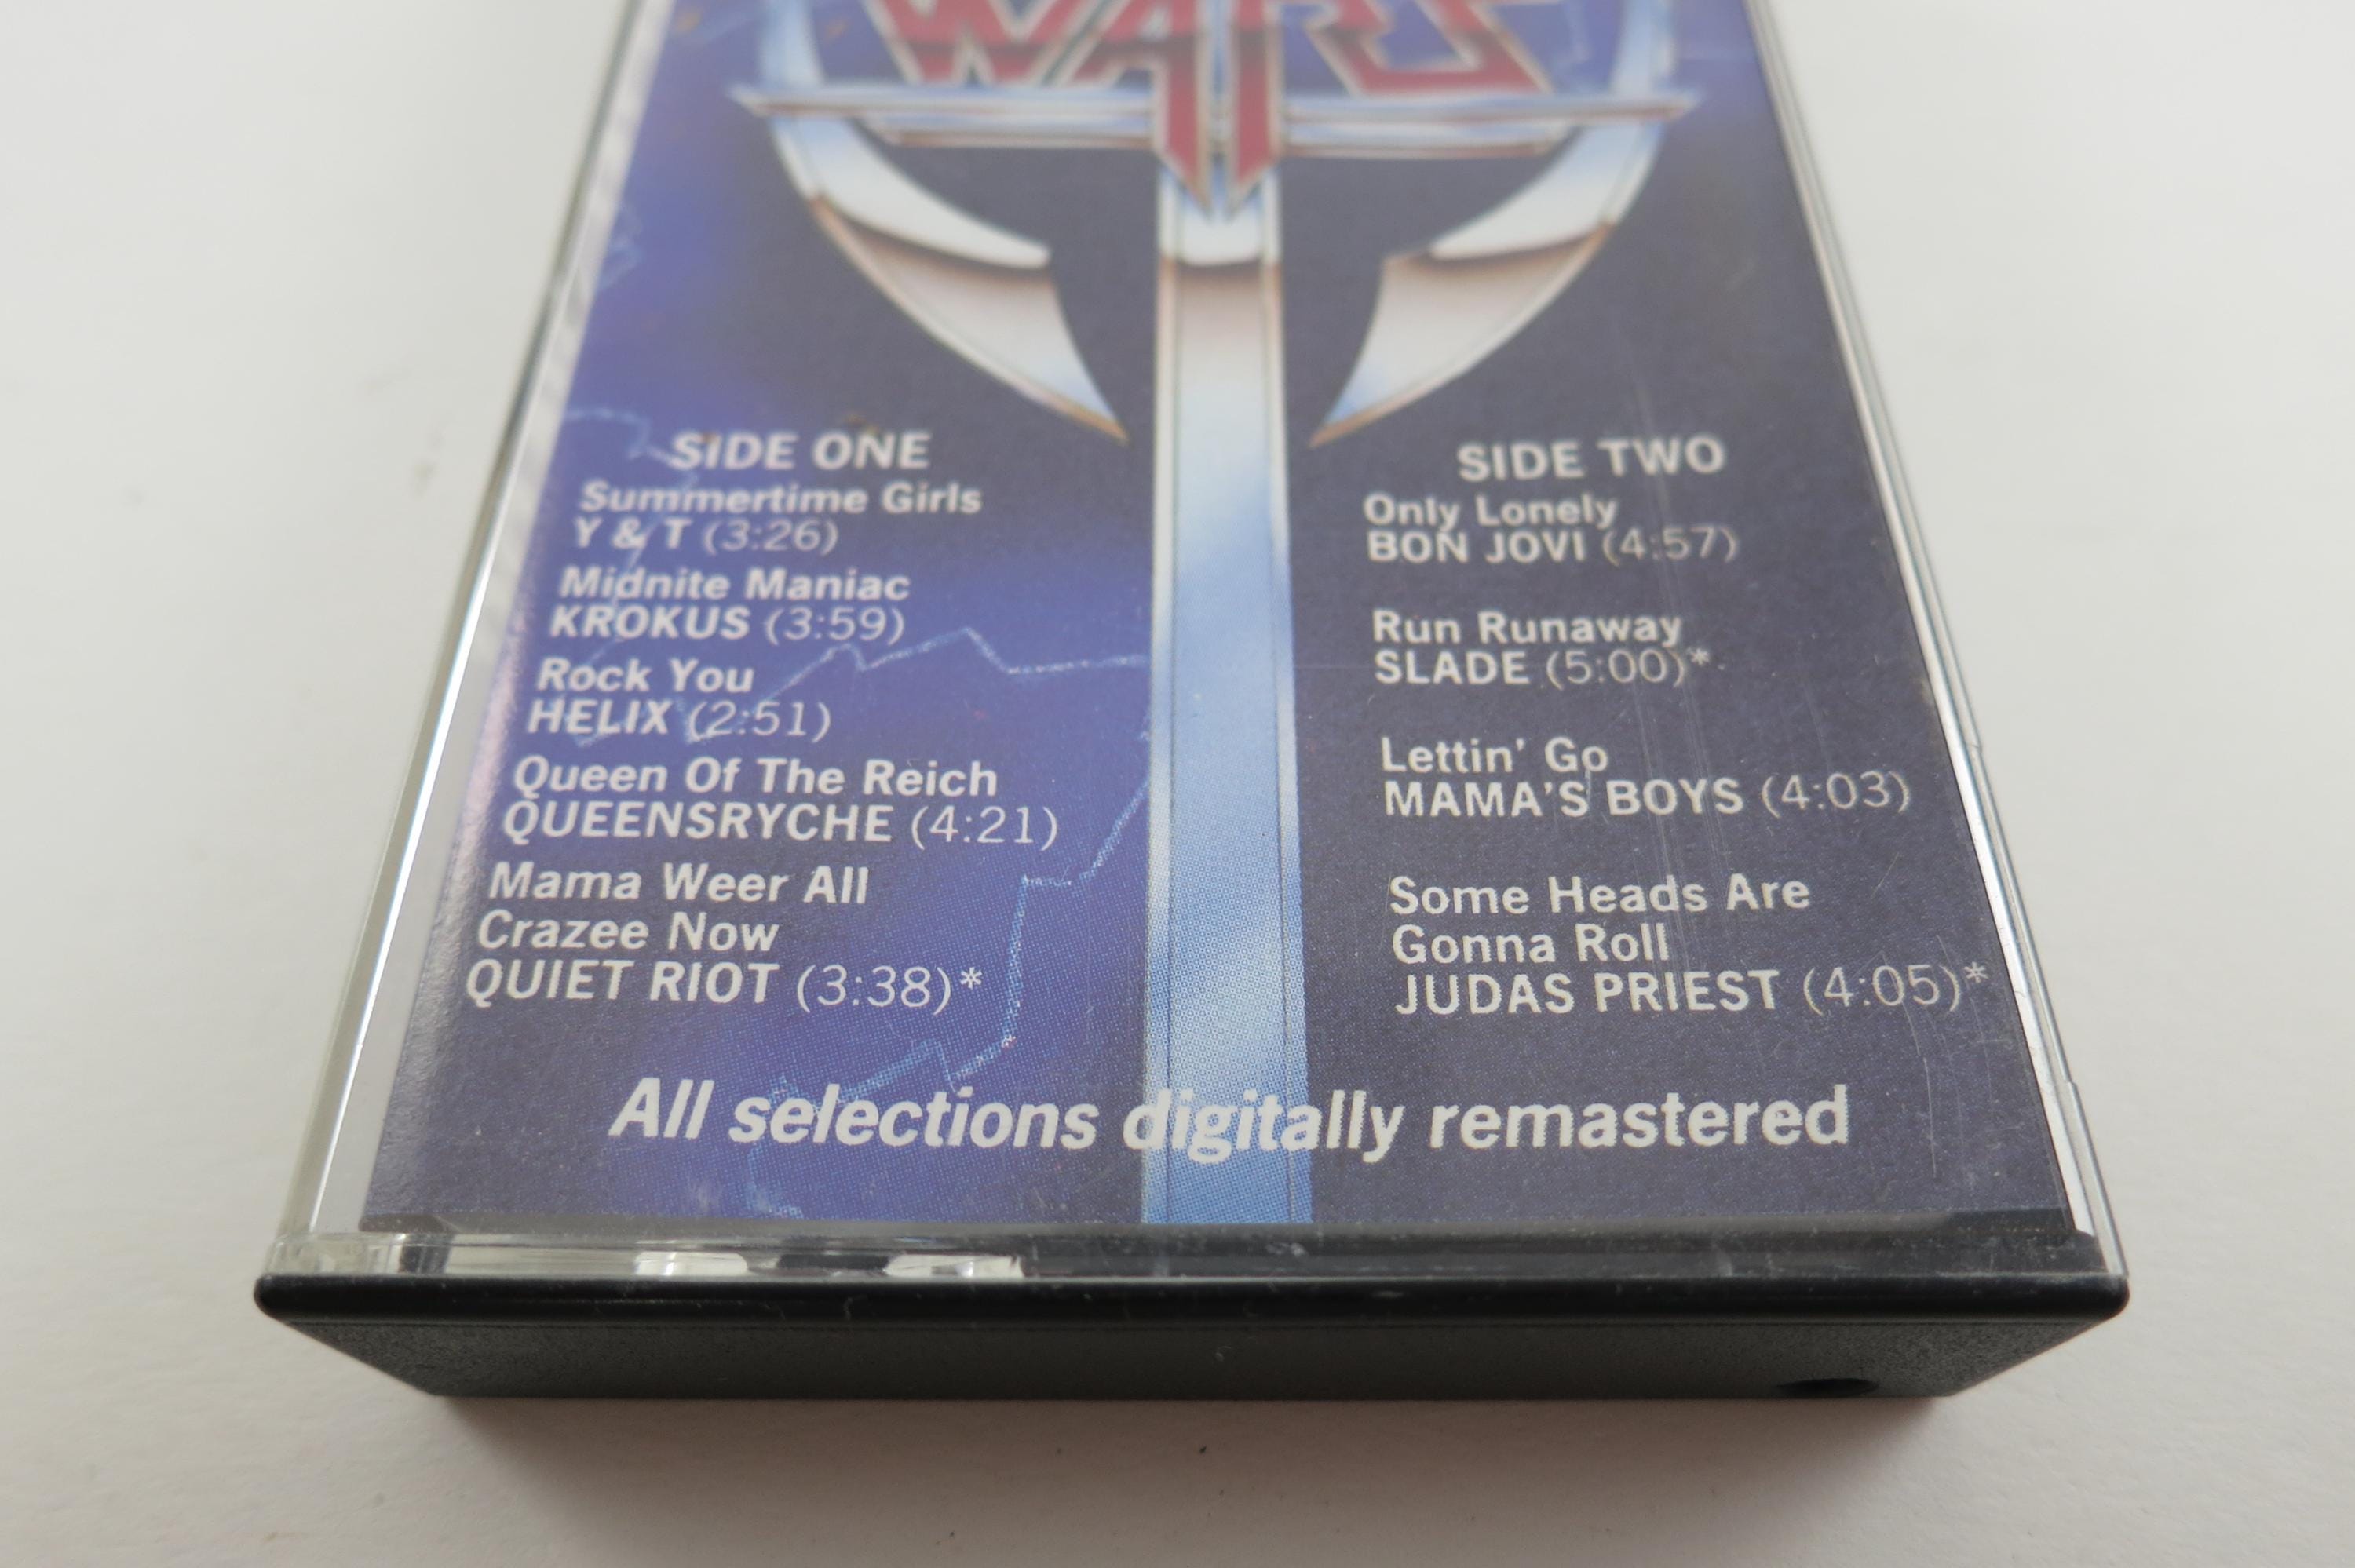 WARS
SIDE ONE
Summertime Girls
Y & T (3:26)
Midnite Maniac
KROKUS (3:59)
Rock You
HELIX (2:51)
Queen Of The Reich
QUEENSRYCHE (4:21)
Mama Weer All
Crazee Now
QUIET RIOT (3:38)*
SIDE TWO
Only Lonely
BON JOVI (4:57)
Run Runaway
SLADE (5:00)*
Lettin' Go
MAMA'S BOYS (4:03)
Some Heads Are
Gonna Roll
JUDAS PRIEST (4:05)*
All selections digitally remastered